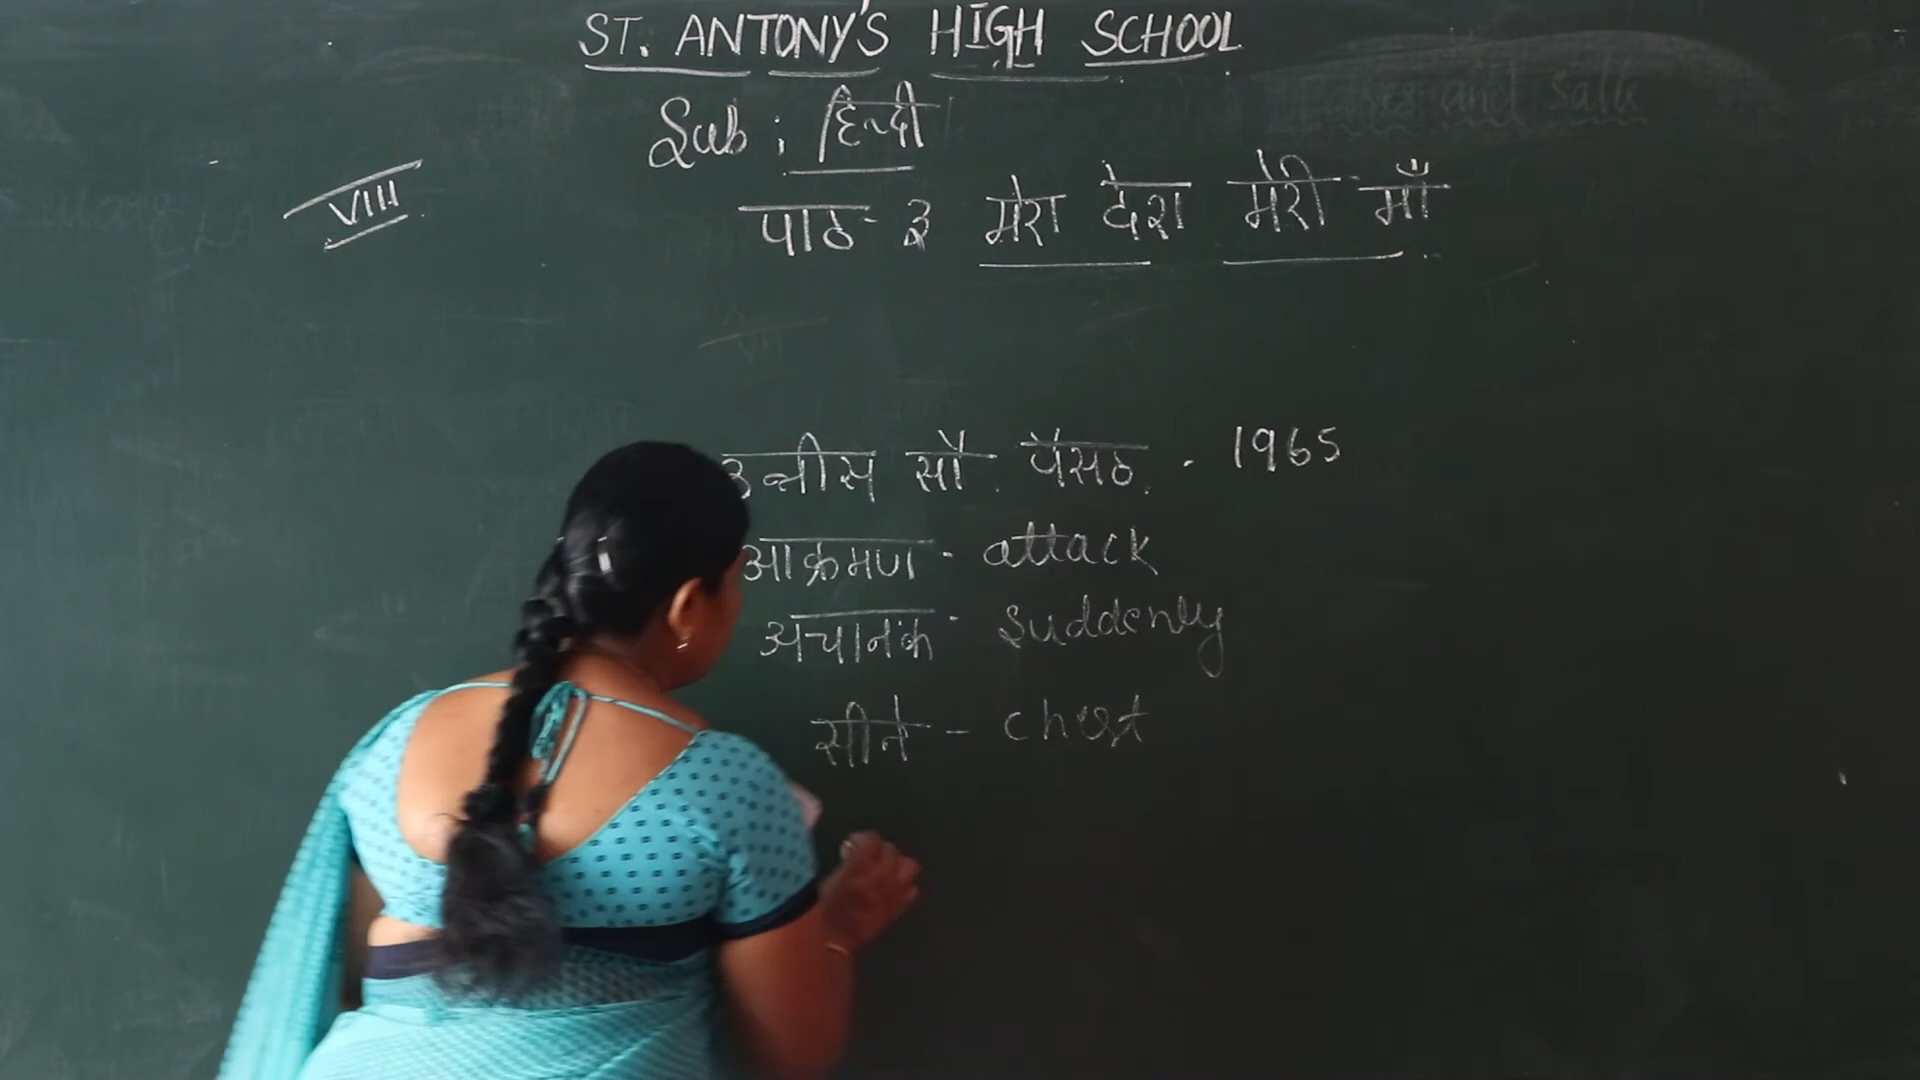 ST. ANTONY'S HIGH SCHOOL
Sub : हिन्दी
VIII
पाठ - ३ मेरा देश मेरी माँ
उन्नीस सौ पैंसठ - 1965
आक्रमण - attack
अचानक - Suddenly
सीने - chest